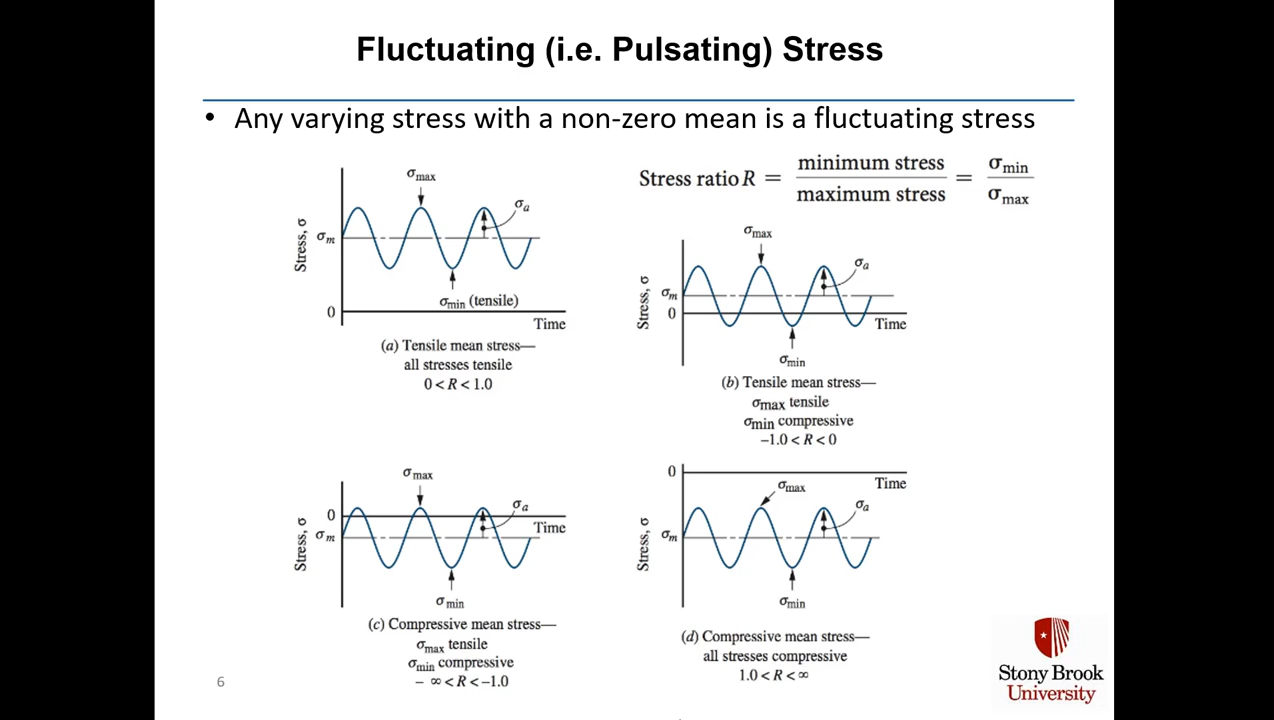 Fluctuating (i.e. Pulsating) Stress
• Any varying stress with a non-zero mean is a fluctuating stress
Stress ratio R = minimum stress / maximum stress = σmin / σmax
σmax
σa
Stress, σ
σm
σmin (tensile)
0
Time
(a) Tensile mean stress—
all stresses tensile
0 < R < 1.0
σmax
σa
Stress, σ
σm
0
Time
σmin
(b) Tensile mean stress—
σmax tensile
σmin compressive
−1.0 < R < 0
σmax
σa
0
Time
Stress, σ
σm
σmin
(c) Compressive mean stress—
σmax tensile
σmin compressive
− ∞ < R < −1.0
0
Time
σmax
σa
Stress, σ
σm
σmin
(d) Compressive mean stress—
all stresses compressive
1.0 < R < ∞
6
Stony Brook
University